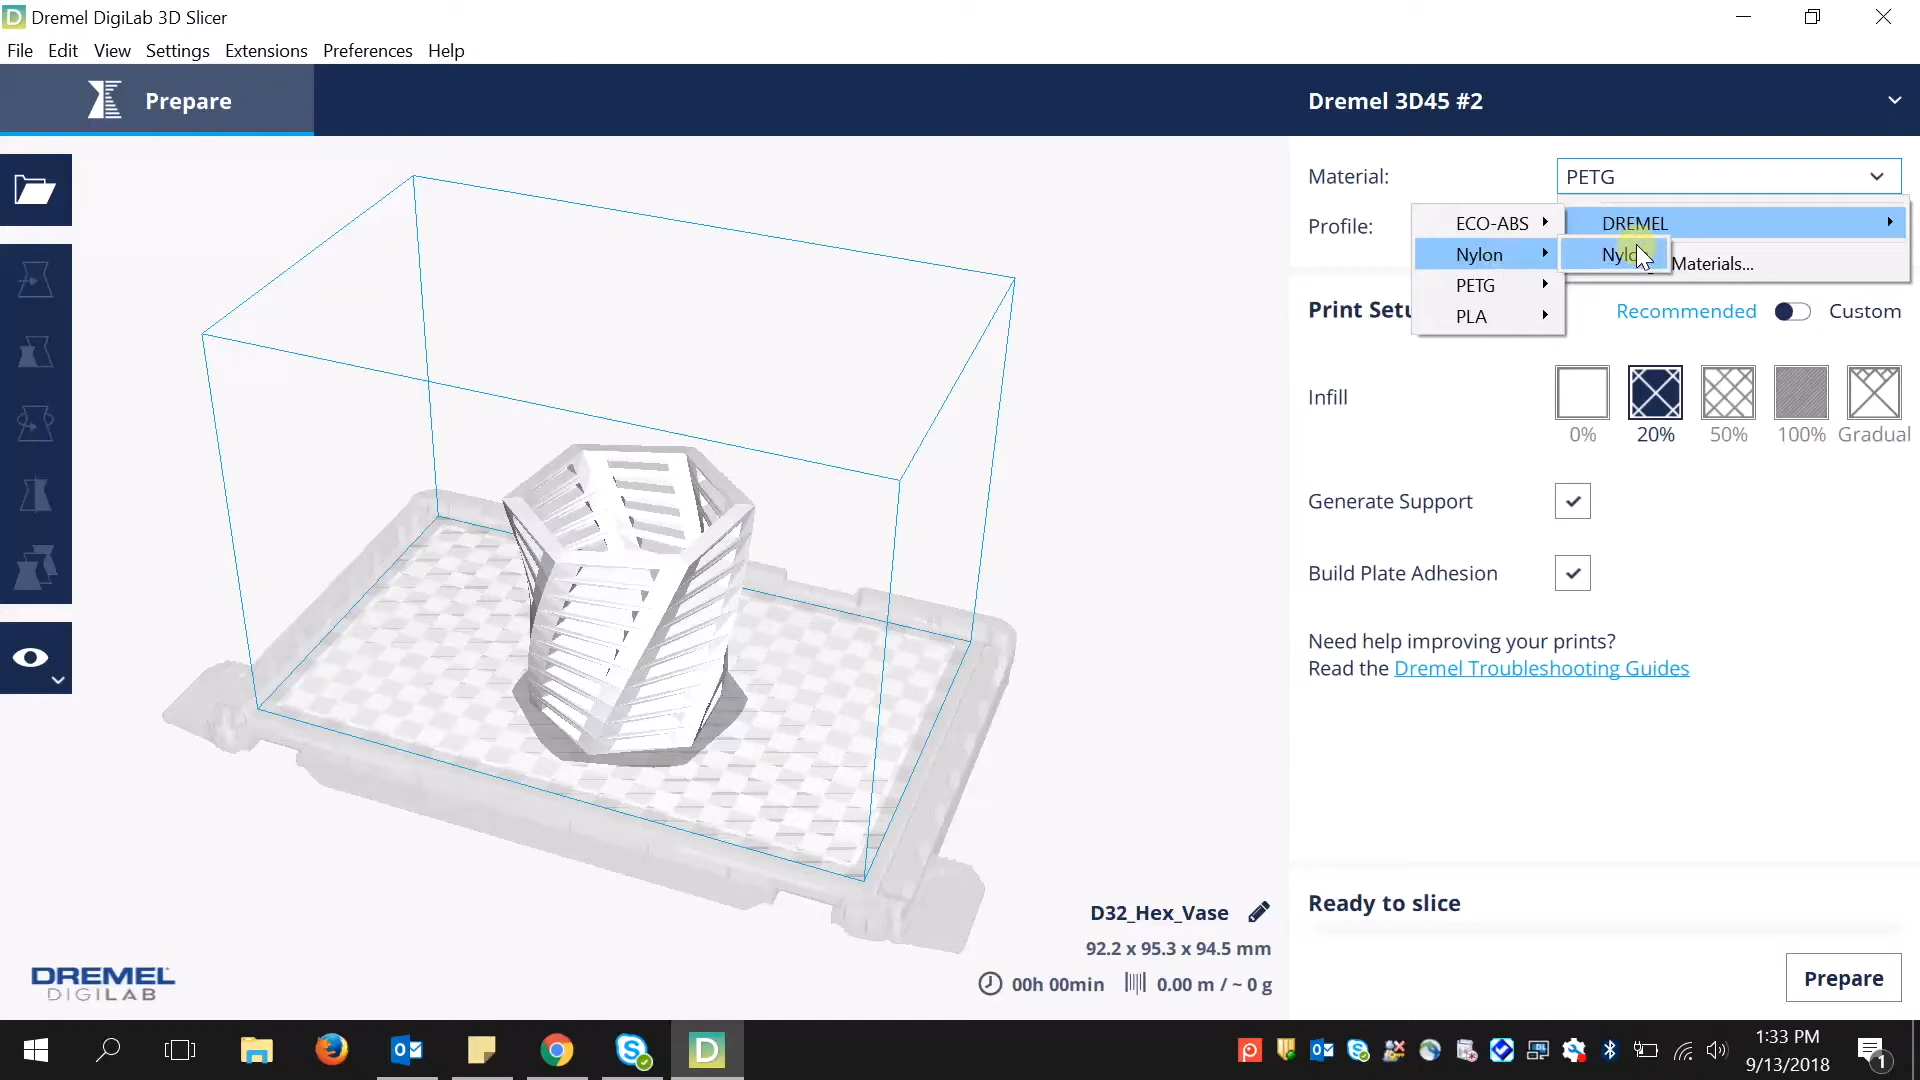 Dremel DigiLab 3D Slicer
File Edit View Settings Extensions Preferences Help
Prepare
Dremel 3D45 #2
Material:
PETG
Profile:
ECO-ABS
Nylon
PETG
PLA
DREMEL
Materials...
Print Setu
Recommended
Custom
Infill
0%
20%
50%
100%
Gradual
Generate Support
Build Plate Adhesion
Need help improving your prints?
Read the Dremel Troubleshooting Guides
D32_Hex_Vase
92.2 x 95.3 x 94.5 mm
00h 00min
0.00 m / ~ 0 g
Ready to slice
Prepare
DREMEL
DIGILAB
1:33 PM
9/13/2018
1